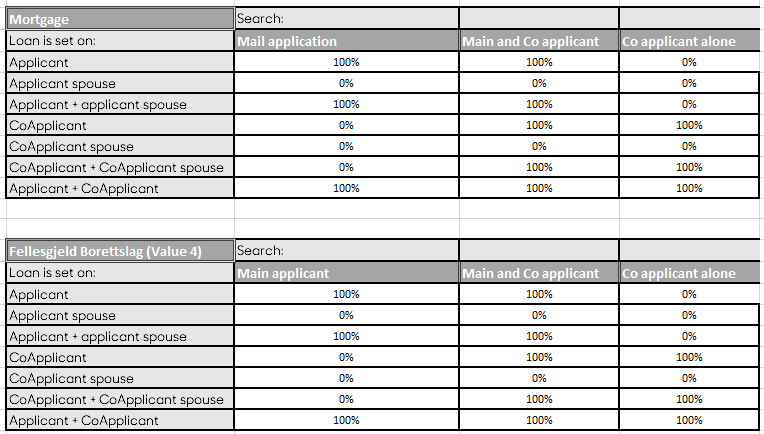 Mortgage Search:
Loan is set on: Mail application Main and Co applicant Co applicant alone
Applicant 100% 100% 0%
Applicant spouse 0% 0% 0%
Applicant + applicant spouse 100% 100% 0%
CoApplicant 0% 100% 100%
CoApplicant spouse 0% 0% 0%
CoApplicant + CoApplicant spouse 0% 100% 100%
Applicant + CoApplicant 100% 100% 100%
Fellesgjeld Borettslag (Value 4) Search:
Loan is set on: Main applicant Main and Co applicant Co applicant alone
Applicant 100% 100% 0%
Applicant spouse 0% 0% 0%
Applicant + applicant spouse 100% 100% 0%
CoApplicant 0% 100% 100%
CoApplicant spouse 0% 0% 0%
CoApplicant + CoApplicant spouse 0% 100% 100%
Applicant + CoApplicant 100% 100% 100%